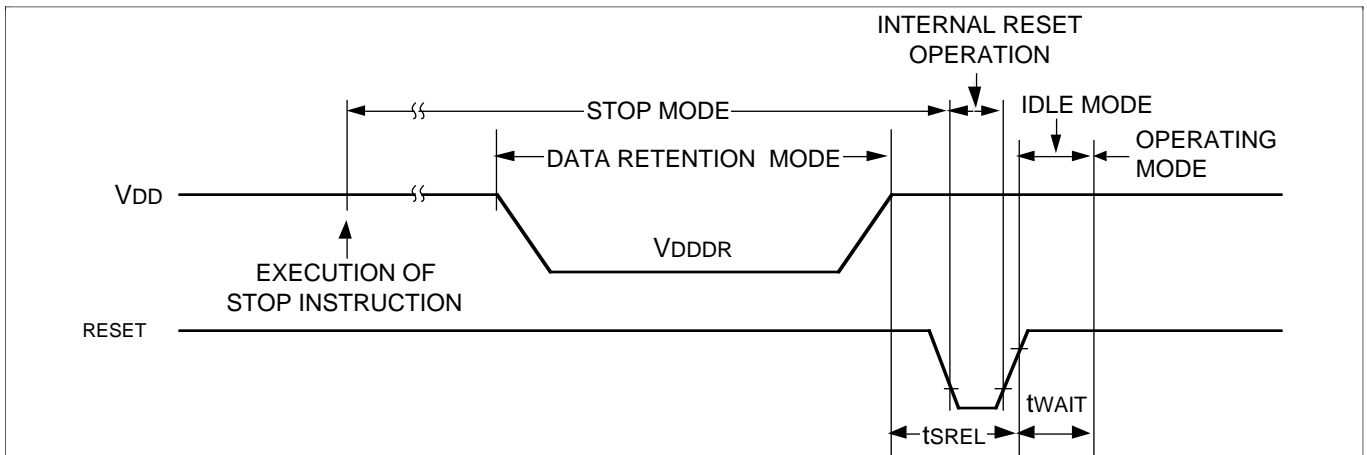 INTERNAL RESET
OPERATION
STOP MODE
IDLE MODE
DATA RETENTION MODE
OPERATING
MODE
VDD
VDDDR
EXECUTION OF
STOP INSTRUCTION
RESET
tWAIT
tSREL